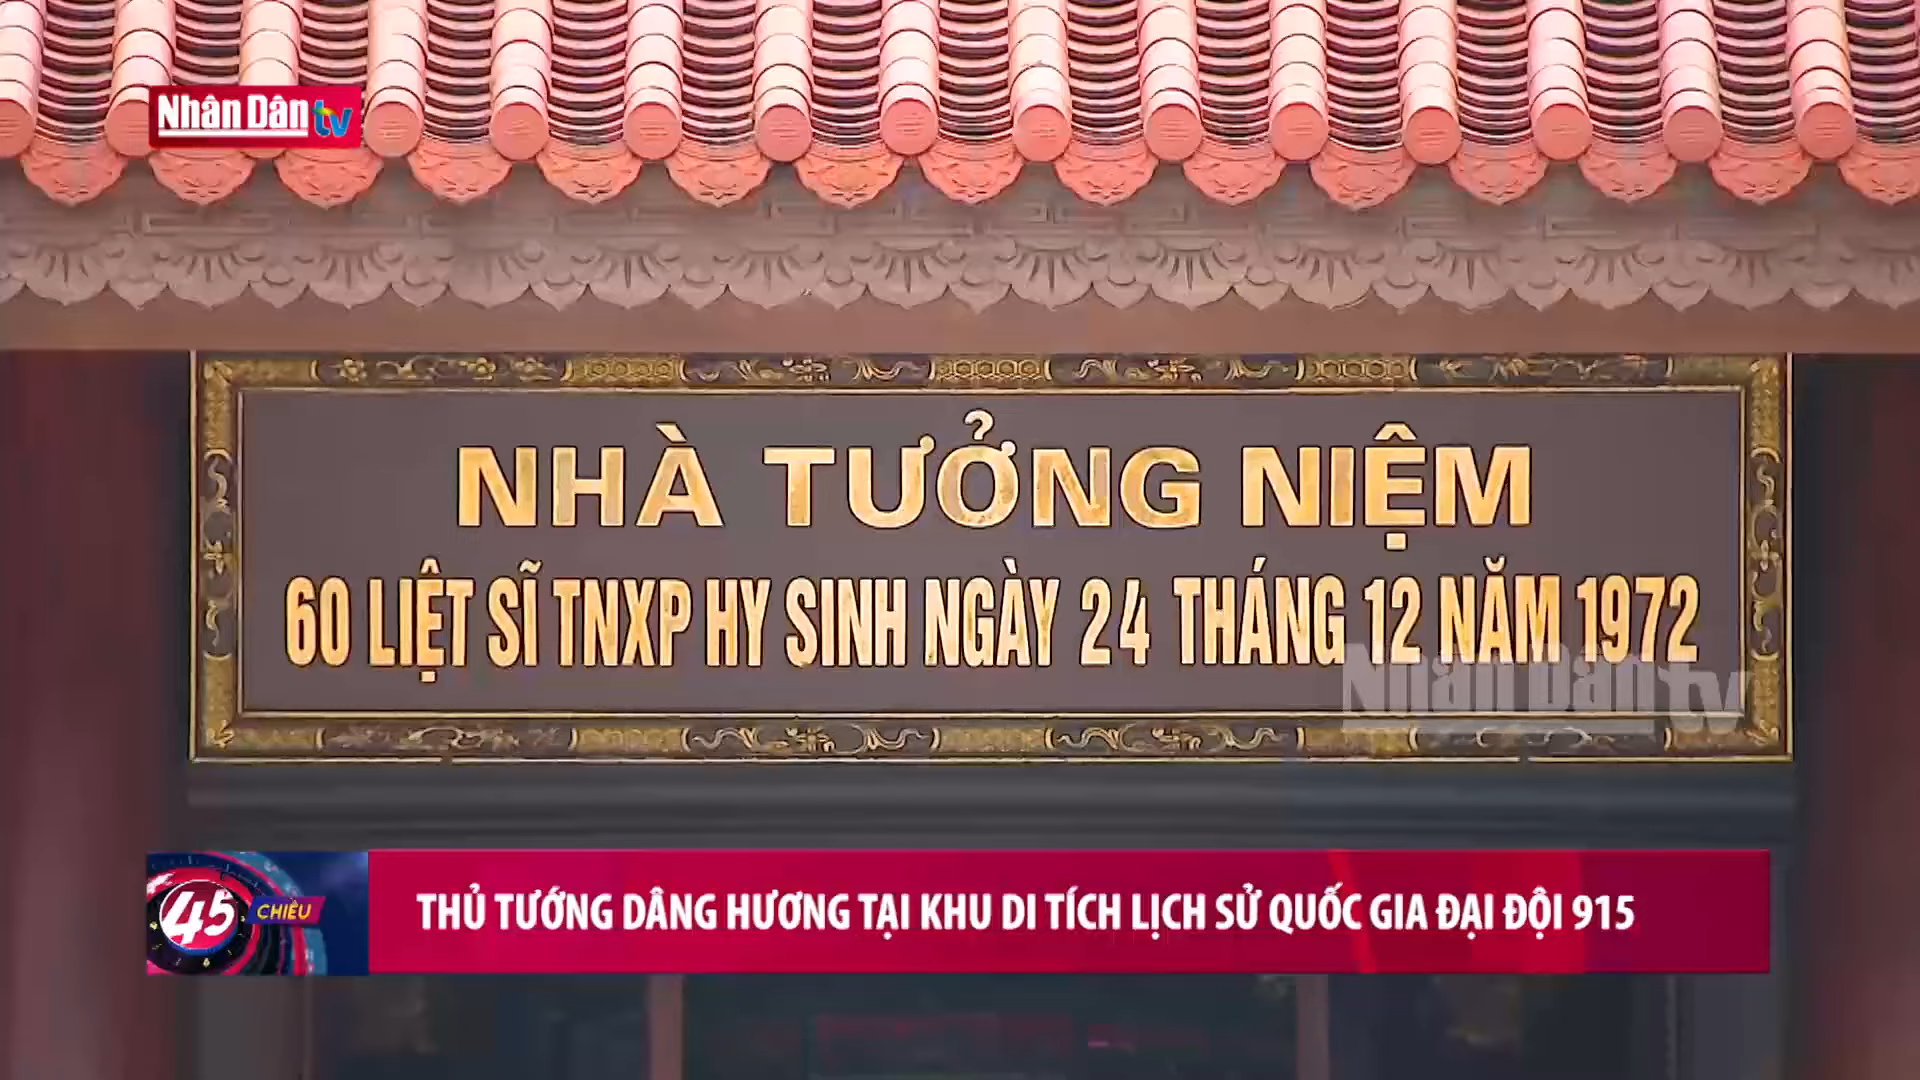 Nhân Dân tv
NHÀ TƯỞNG NIỆM
60 LIỆT SĨ TNXP HY SINH NGÀY 24 THÁNG 12 NĂM 1972
Nhân Dân tv
45 CHIỀU
THỦ TƯỚNG DÂNG HƯƠNG TẠI KHU DI TÍCH LỊCH SỬ QUỐC GIA ĐẠI ĐỘI 915